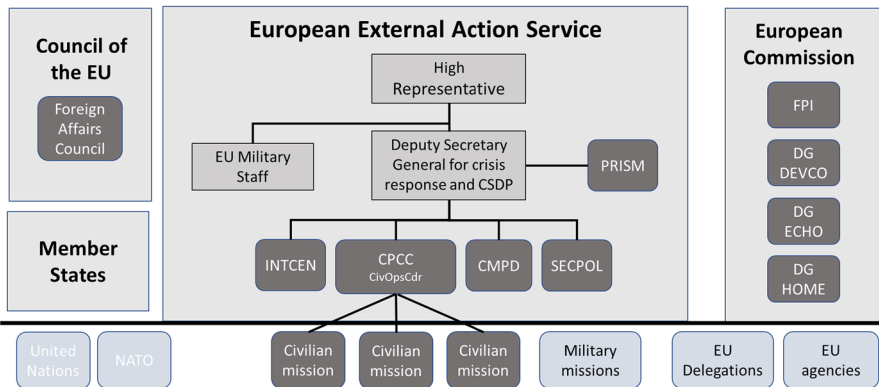 Council of
the EU
Foreign
Affairs
Council
Member
States
European External Action Service
High
Representative
EU Military
Staff
Deputy Secretary
General for crisis
response and CSDP
PRISM
INTCEN
CPCC
CivOpsCdr
CMPD
SECPOL
European
Commission
FPI
DG
DEVCO
DG
ECHO
DG
HOME
United
Nations
NATO
Civilian
mission
Civilian
mission
Civilian
mission
Military
missions
EU
Delegations
EU
agencies